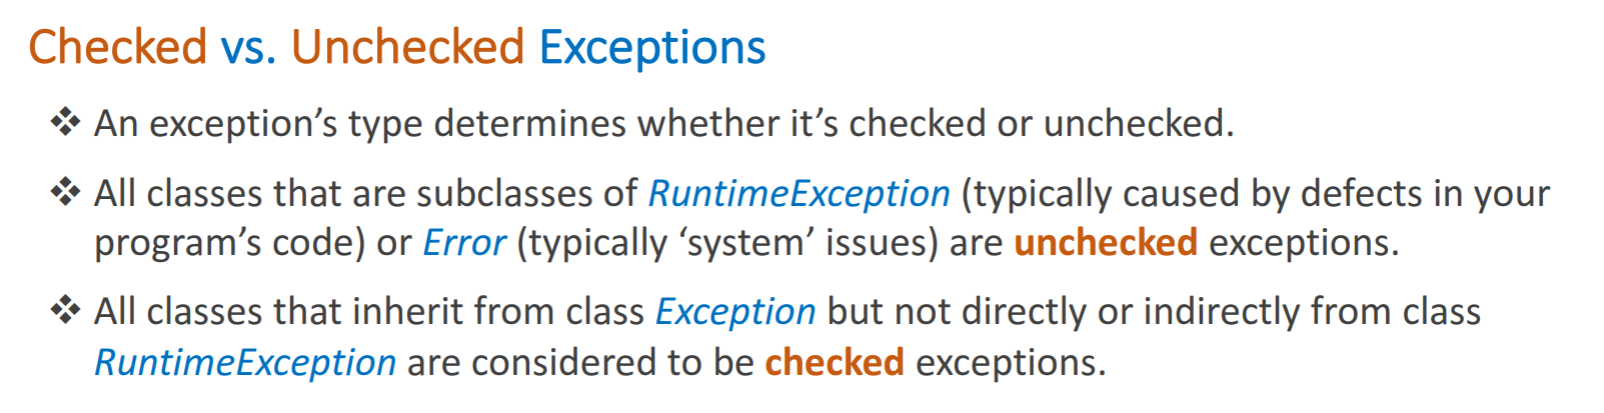 Checked vs. Unchecked Exceptions
❖ An exception’s type determines whether it’s checked or unchecked.
❖ All classes that are subclasses of RuntimeException (typically caused by defects in your
program’s code) or Error (typically ‘system’ issues) are unchecked exceptions.
❖ All classes that inherit from class Exception but not directly or indirectly from class
RuntimeException are considered to be checked exceptions.